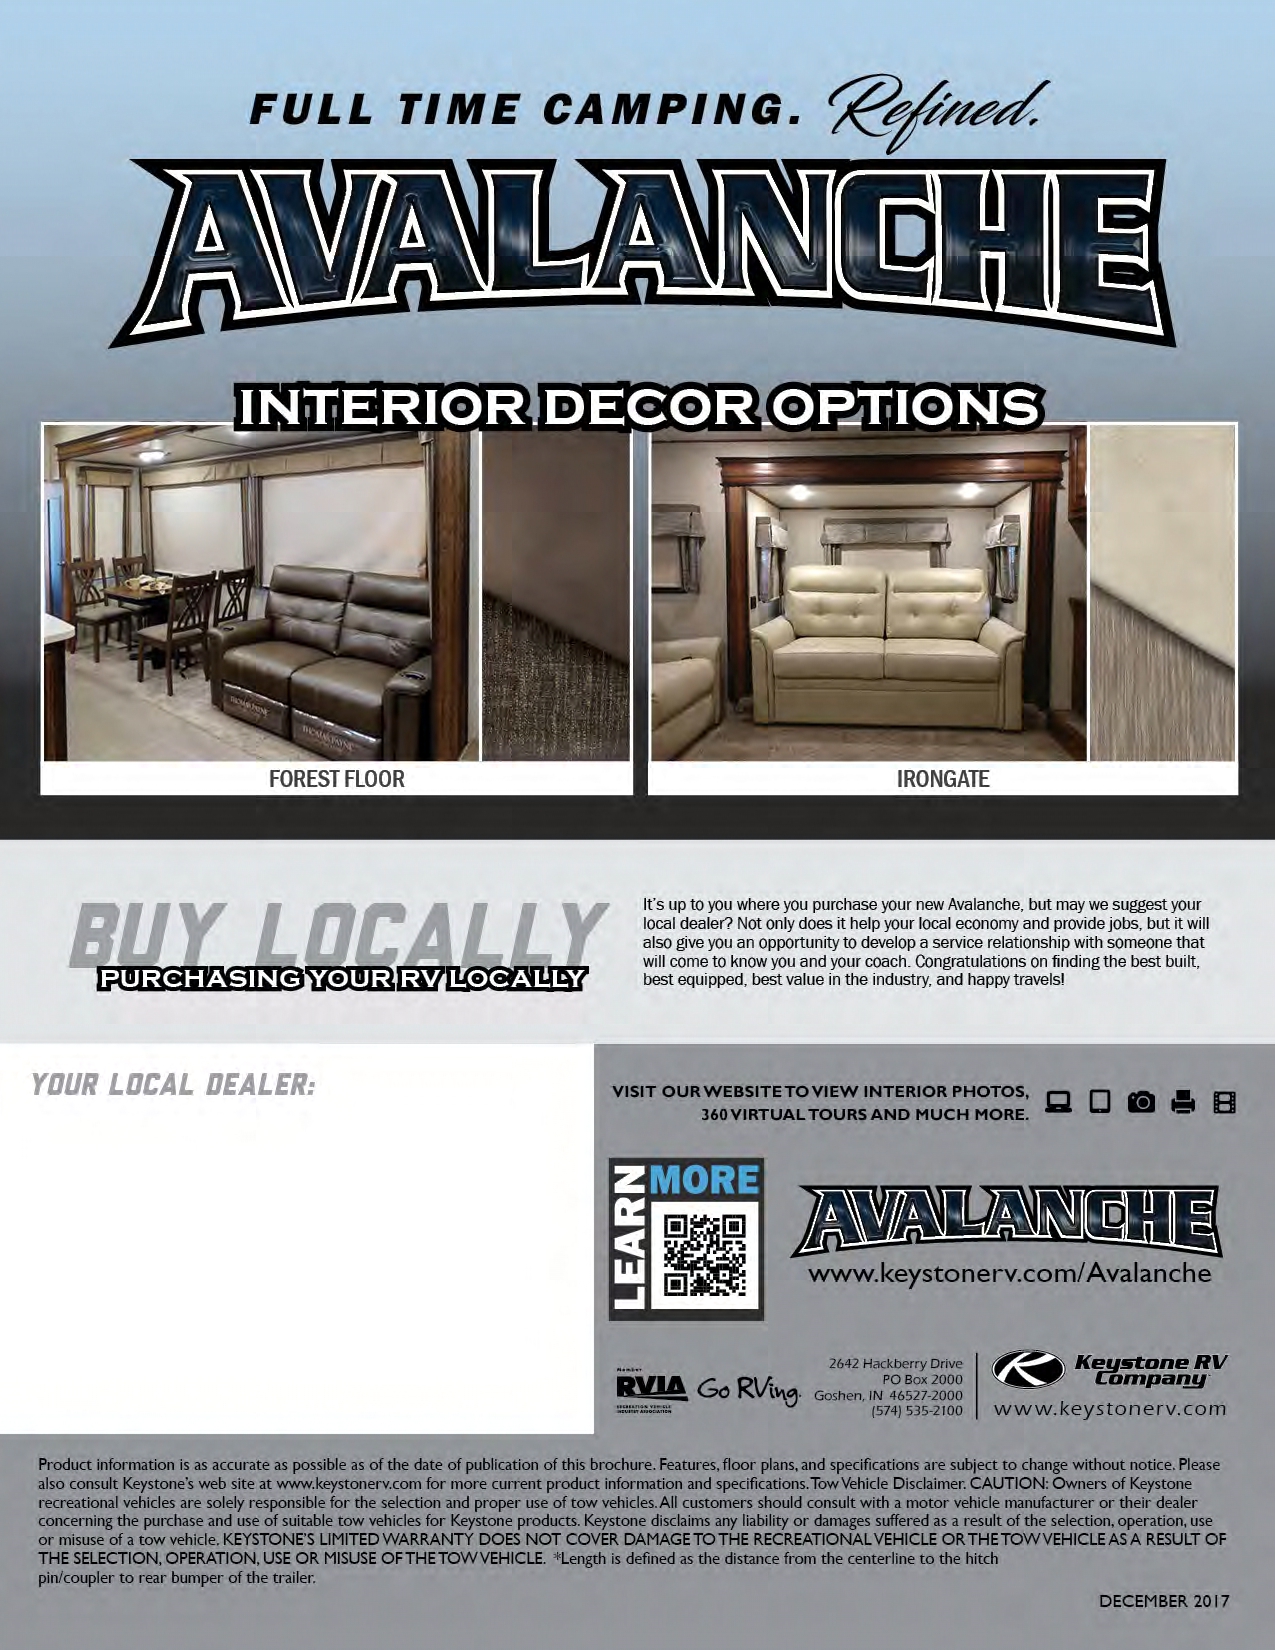 FULL TIME CAMPING. Refined.
AVALANCHE
INTERIOR DECOR OPTIONS
THOMAS PAYNE
THOMAS PAYNE
FOREST FLOOR
IRONGATE
BUY LOCALLY
PURCHASING YOUR RV LOCALLY
It's up to you where you purchase your new Avalanche, but may we suggest your
local dealer? Not only does it help your local economy and provide jobs, but it will
also give you an opportunity to develop a service relationship with someone that
will come to know you and your coach. Congratulations on finding the best built,
best equipped, best value in the industry, and happy travels!
YOUR LOCAL DEALER:
VISIT OUR WEBSITE TO VIEW INTERIOR PHOTOS,
360 VIRTUAL TOURS AND MUCH MORE.
LEARN
MORE
AVALANCHE
www.keystonerv.com/Avalanche
Member
RVIA
RECREATION VEHICLE
INDUSTRY ASSOCIATION
Go RVing.
2642 Hackberry Drive
PO Box 2000
Goshen, IN 46527-2000
(574) 535-2100
Keystone RV
Company
www.keystonerv.com
Product information is as accurate as possible as of the date of publication of this brochure. Features, floor plans, and specifications are subject to change without notice. Please
also consult Keystone's web site at www.keystonerv.com for more current product information and specifications. Tow Vehicle Disclaimer. CAUTION: Owners of Keystone
recreational vehicles are solely responsible for the selection and proper use of tow vehicles. All customers should consult with a motor vehicle manufacturer or their dealer
concerning the purchase and use of suitable tow vehicles for Keystone products. Keystone disclaims any liability or damages suffered as a result of the selection, operation, use
or misuse of a tow vehicle. KEYSTONE'S LIMITED WARRANTY DOES NOT COVER DAMAGE TO THE RECREATIONAL VEHICLE OR THE TOW VEHICLE AS A RESULT OF
THE SELECTION, OPERATION, USE OR MISUSE OF THE TOW VEHICLE. *Length is defined as the distance from the centerline to the hitch
pin/coupler to rear bumper of the trailer.
DECEMBER 2017